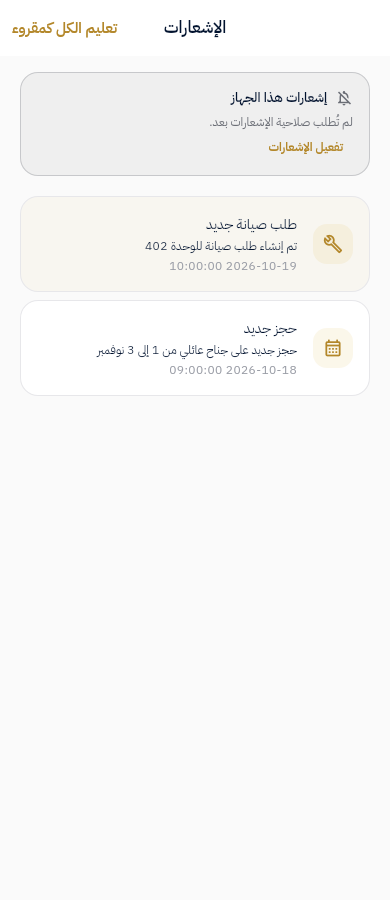 الإشعارات
تعليم الكل كمقروء
إشعارات هذا الجهاز
لم تُطلب صلاحية الإشعارات بعد.
تفعيل الإشعارات
طلب صيانة جديد
تم إنشاء طلب صيانة للوحدة 402
2026-10-19 10:00:00
حجز جديد
حجز جديد على جناح عائلي من 1 إلى 3 نوفمبر
2026-10-18 09:00:00